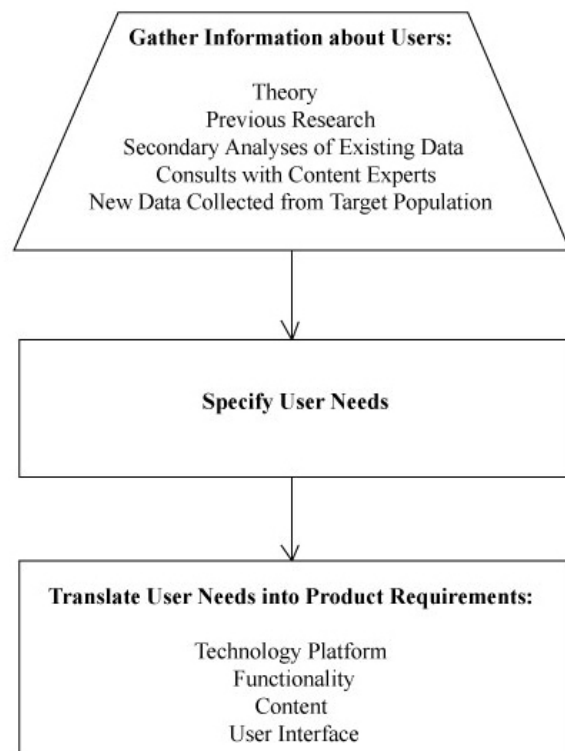 Gather Information about Users:
Theory
Previous Research
Secondary Analyses of Existing Data
Consults with Content Experts
New Data Collected from Target Population
Specify User Needs
Translate User Needs into Product Requirements:
Technology Platform
Functionality
Content
User Interface